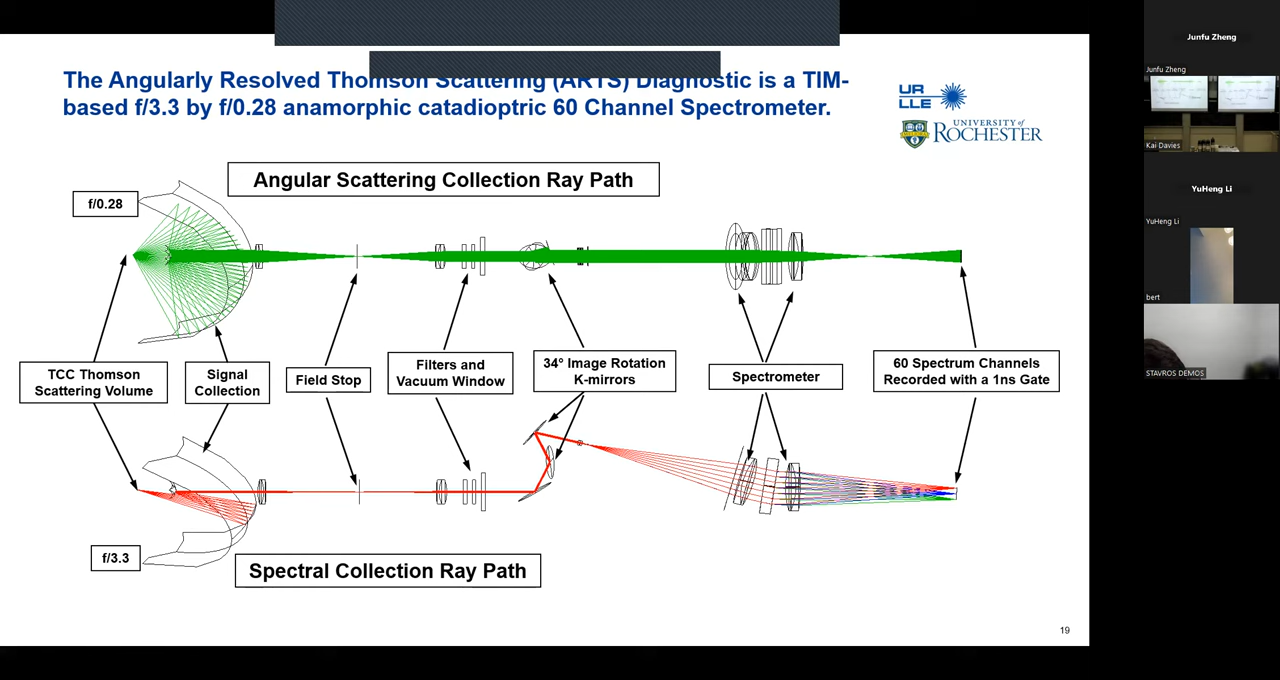 The Angularly Resolved Thomson Scattering (ARTS) Diagnostic is a TIM-
based f/3.3 by f/0.28 anamorphic catadioptric 60 Channel Spectrometer.
UR
LLE
UNIVERSITY of
ROCHESTER
Angular Scattering Collection Ray Path
f/0.28
TCC Thomson
Scattering Volume
Signal
Collection
Field Stop
Filters and
Vacuum Window
34° Image Rotation
K-mirrors
Spectrometer
60 Spectrum Channels
Recorded with a 1ns Gate
f/3.3
Spectral Collection Ray Path
19
Junfu Zheng
Junfu Zheng
Kai Davies
YuHeng Li
YuHeng Li
bert
STAVROS DEMOS